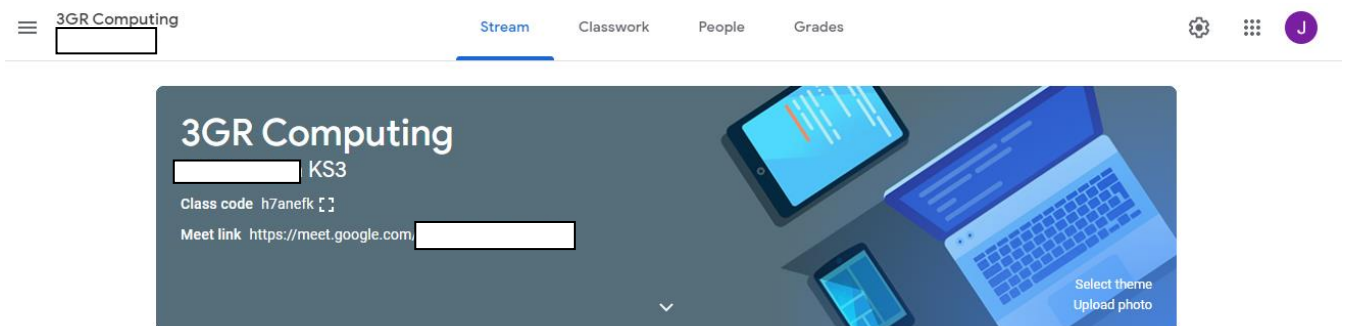 3GR Computing
Stream Classwork People Grades
J
3GR Computing
KS3
Class code h7anefk
Meet link https://meet.google.com/
Select theme
Upload photo